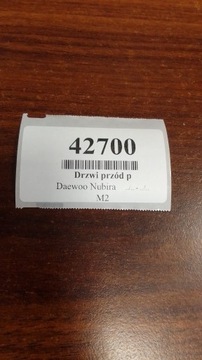 42700
Drzwi przód p
Daewoo Nubira
M2